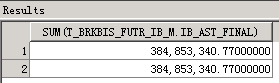 Results
SUM(T_BRKBIS_FUTR_IB_M.IB_AST_FINAL)
1 384,853,340.77000000
2 384,853,340.77000000